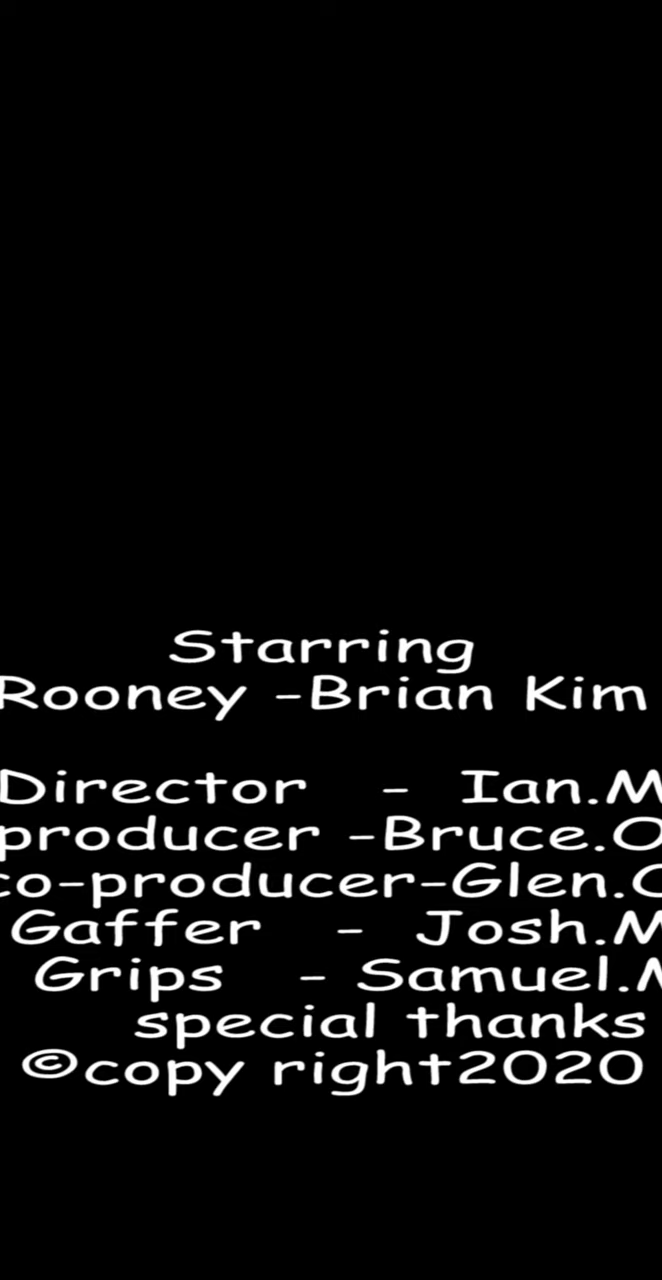 Starring
Rooney -Brian Kim
Director - Ian.M
producer -Bruce.O
co-producer-Glen.O
Gaffer - Josh.M
Grips - Samuel.M
special thanks
©copy right2020